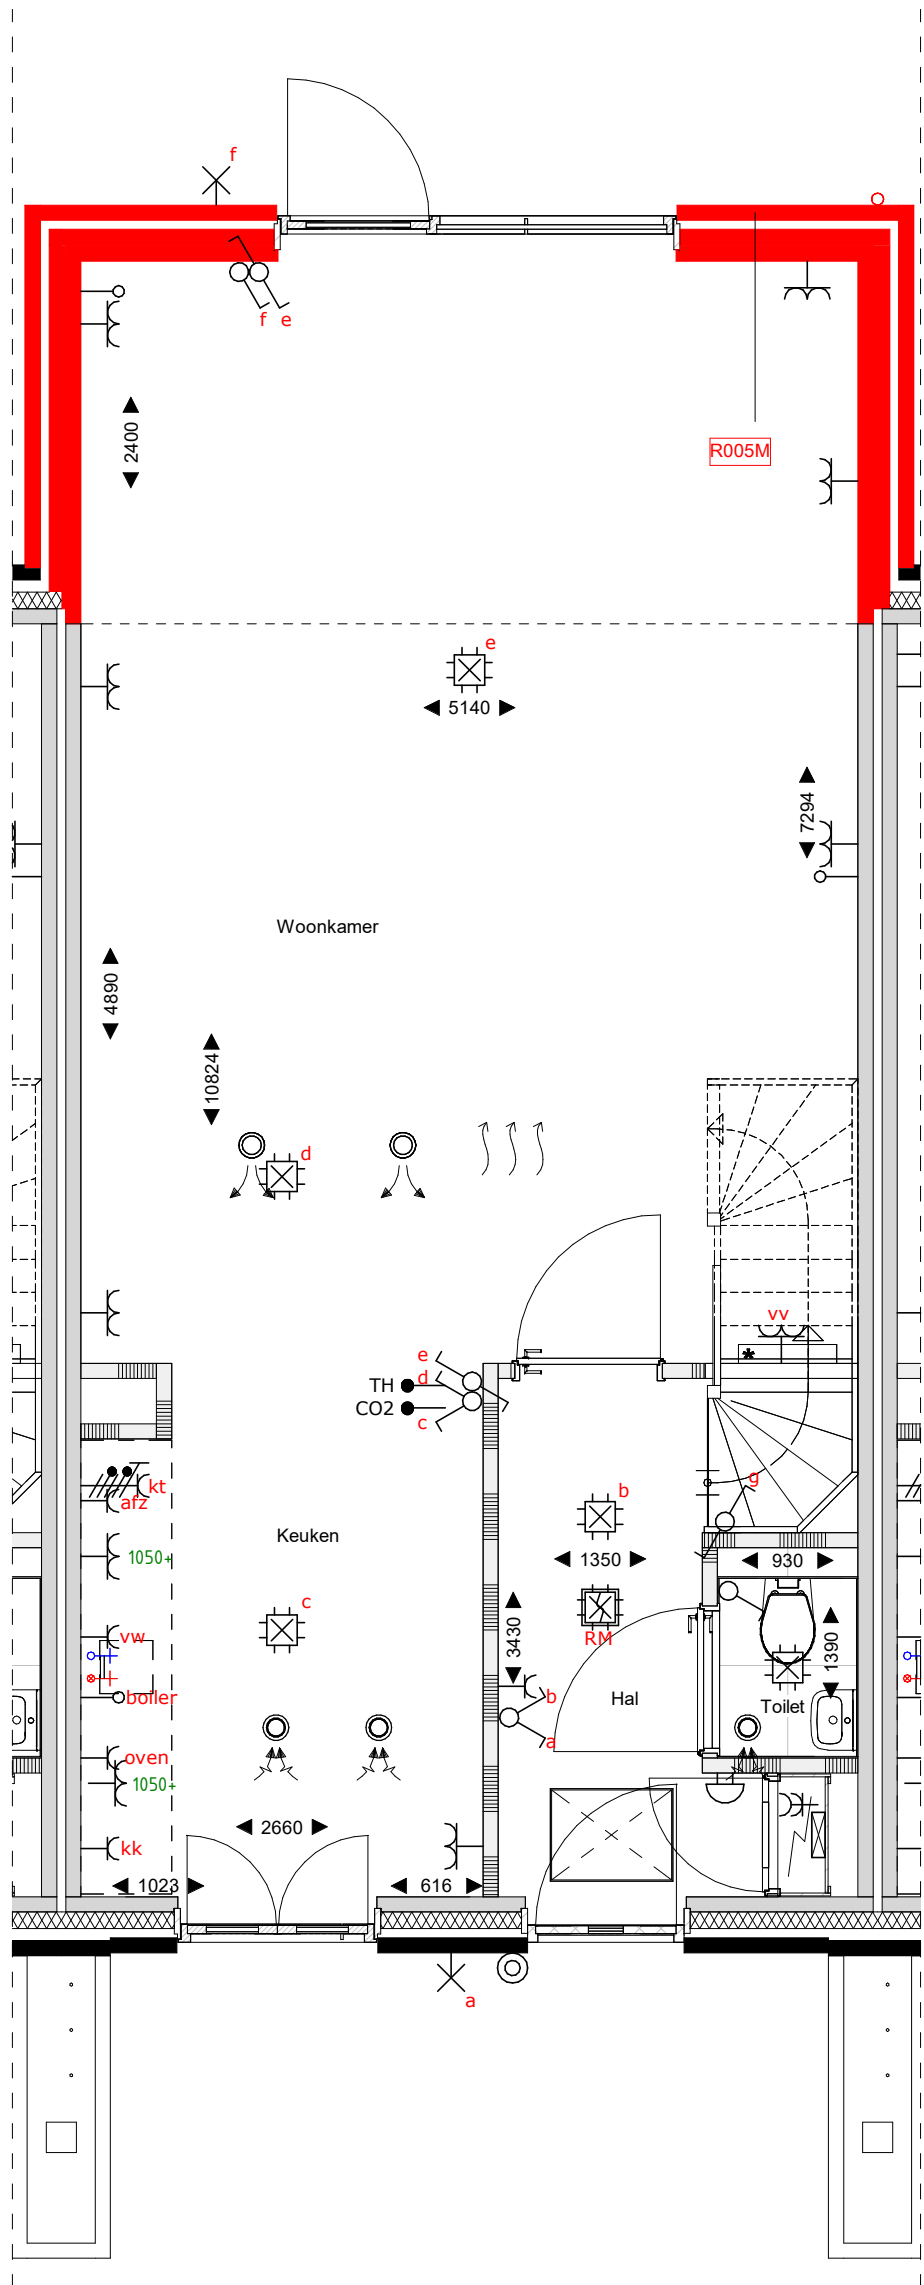 f
f e
2400
R005M
e
5140
7294
Woonkamer
4890
10824
d
vv
*
e
TH
d
CO2
c
kt
g
afz
b
Keuken
1050+
1350
930
c
RM
3430
1390
vw
boiler
b
Hal
Toilet
a
oven
1050+
2660
kk
1023
616
a